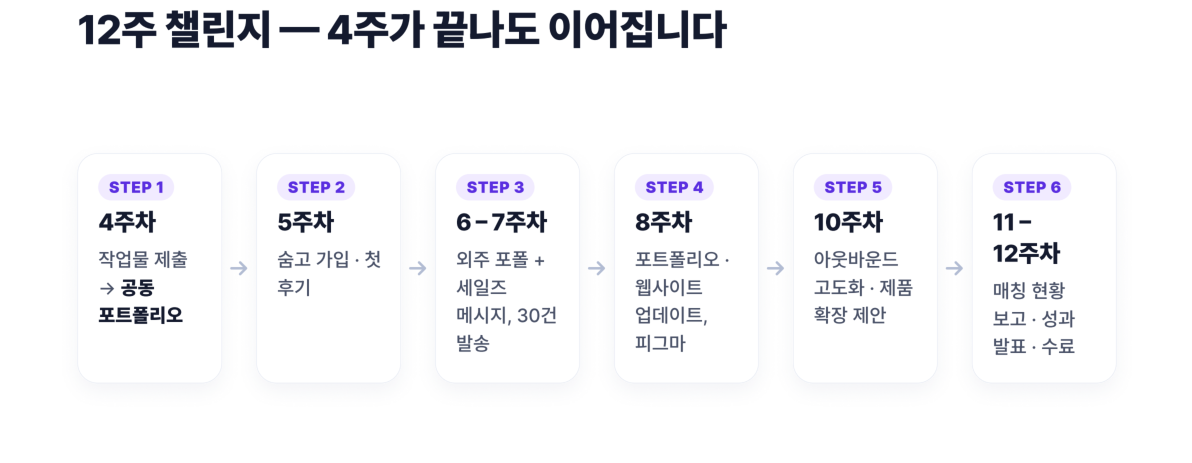 12주 챌린지 — 4주가 끝나도 이어집니다
STEP 1
4주차
작업물 제출
→ 공동
포트폴리오
→
STEP 2
5주차
숨고 가입 · 첫
후기
→
STEP 3
6 – 7주차
외주 포폴 +
세일즈
메시지, 30건
발송
→
STEP 4
8주차
포트폴리오 ·
웹사이트
업데이트,
피그마
→
STEP 5
10주차
아웃바운드
고도화 · 제품
확장 제안
→
STEP 6
11 –
12주차
매칭 현황
보고 · 성과
발표 · 수료